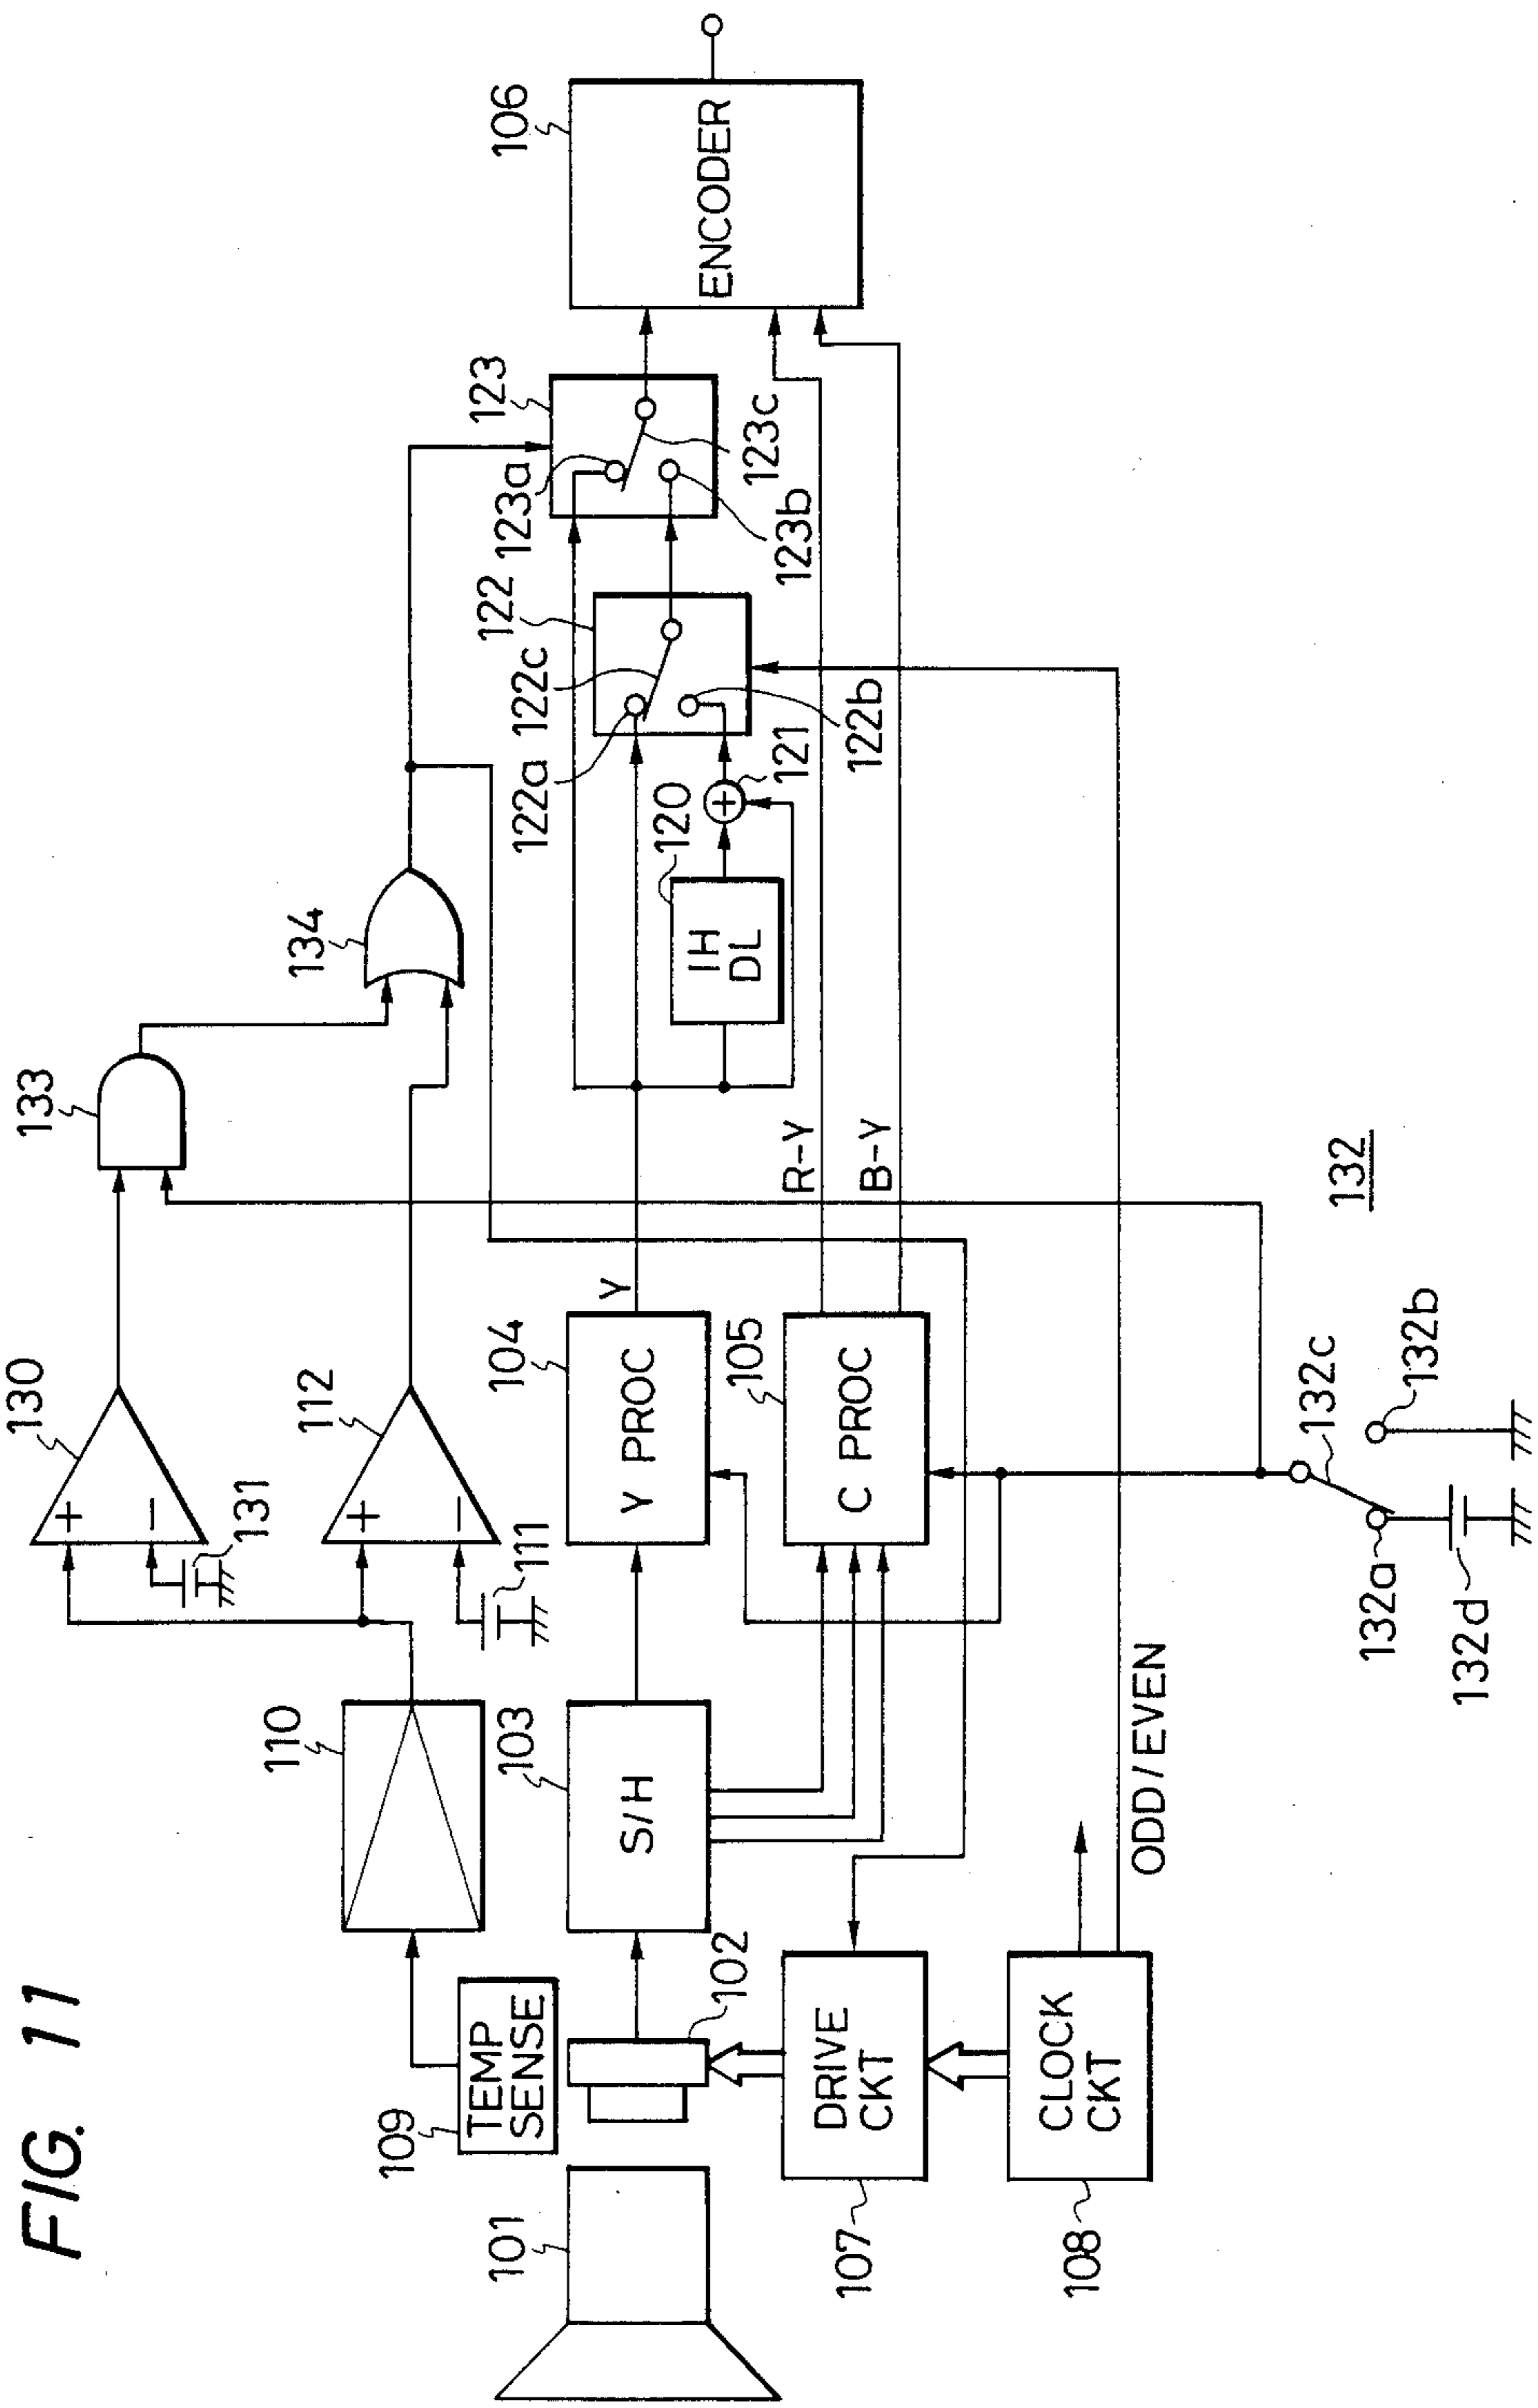 FIG. 11
130
133
134
131
112
111
110
109
TEMP
SENSE
101
102
103
S/H
104
Y PROC
Y
105
C PROC
R-Y
B-Y
120
1H
DL
121
122
122a
122c
122b
123
123a
123c
123b
106
ENCODER
107
DRIVE
CKT
108
CLOCK
CKT
ODD/EVEN
132
132a
132b
132c
132d
+
−
+
−
+